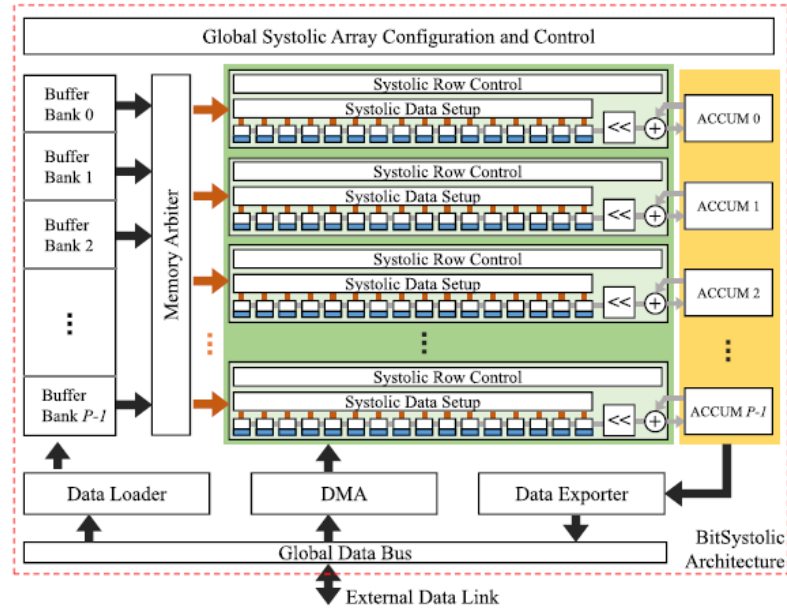 Global Systolic Array Configuration and Control
Buffer
Bank 0
Buffer
Bank 1
Buffer
Bank 2
...
Buffer
Bank P-1
Memory Arbiter
...
Systolic Row Control
Systolic Data Setup
<<
+
ACCUM 0
Systolic Row Control
Systolic Data Setup
<<
+
ACCUM 1
Systolic Row Control
Systolic Data Setup
<<
+
ACCUM 2
...
...
Systolic Row Control
Systolic Data Setup
<<
+
ACCUM P-1
Data Loader
DMA
Data Exporter
Global Data Bus
BitSystolic
Architecture
External Data Link